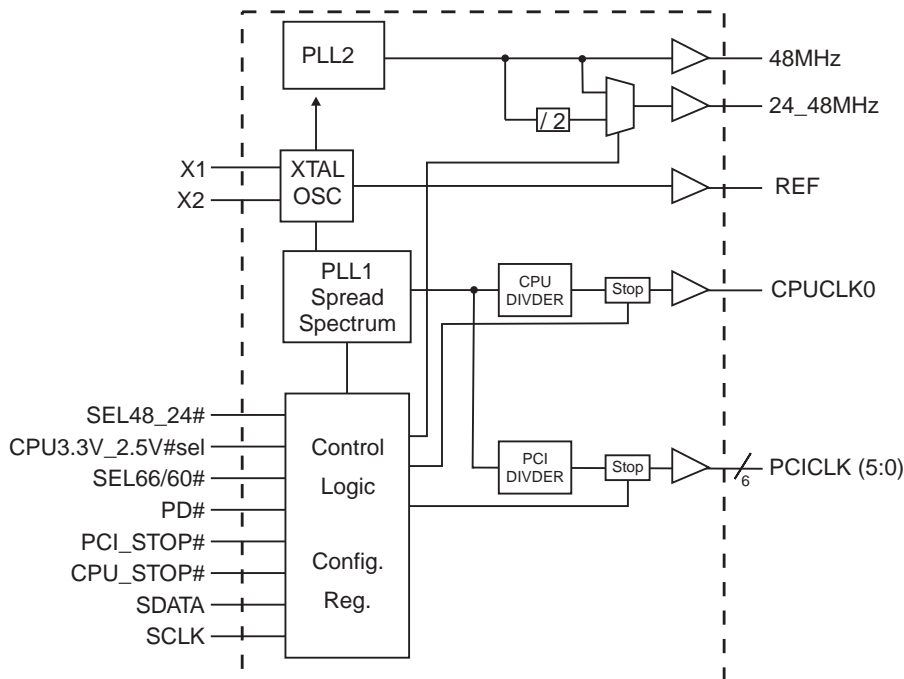 PLL2
48MHz
24_48MHz
/ 2
X1
X2
XTAL
OSC
REF
PLL1
Spread
Spectrum
CPU
DIVDER
Stop
CPUCLK0
SEL48_24#
CPU3.3V_2.5V#sel
SEL66/60#
PD#
PCI_STOP#
CPU_STOP#
SDATA
SCLK
Control
Logic
Config.
Reg.
PCI
DIVDER
Stop
6
PCICLK (5:0)